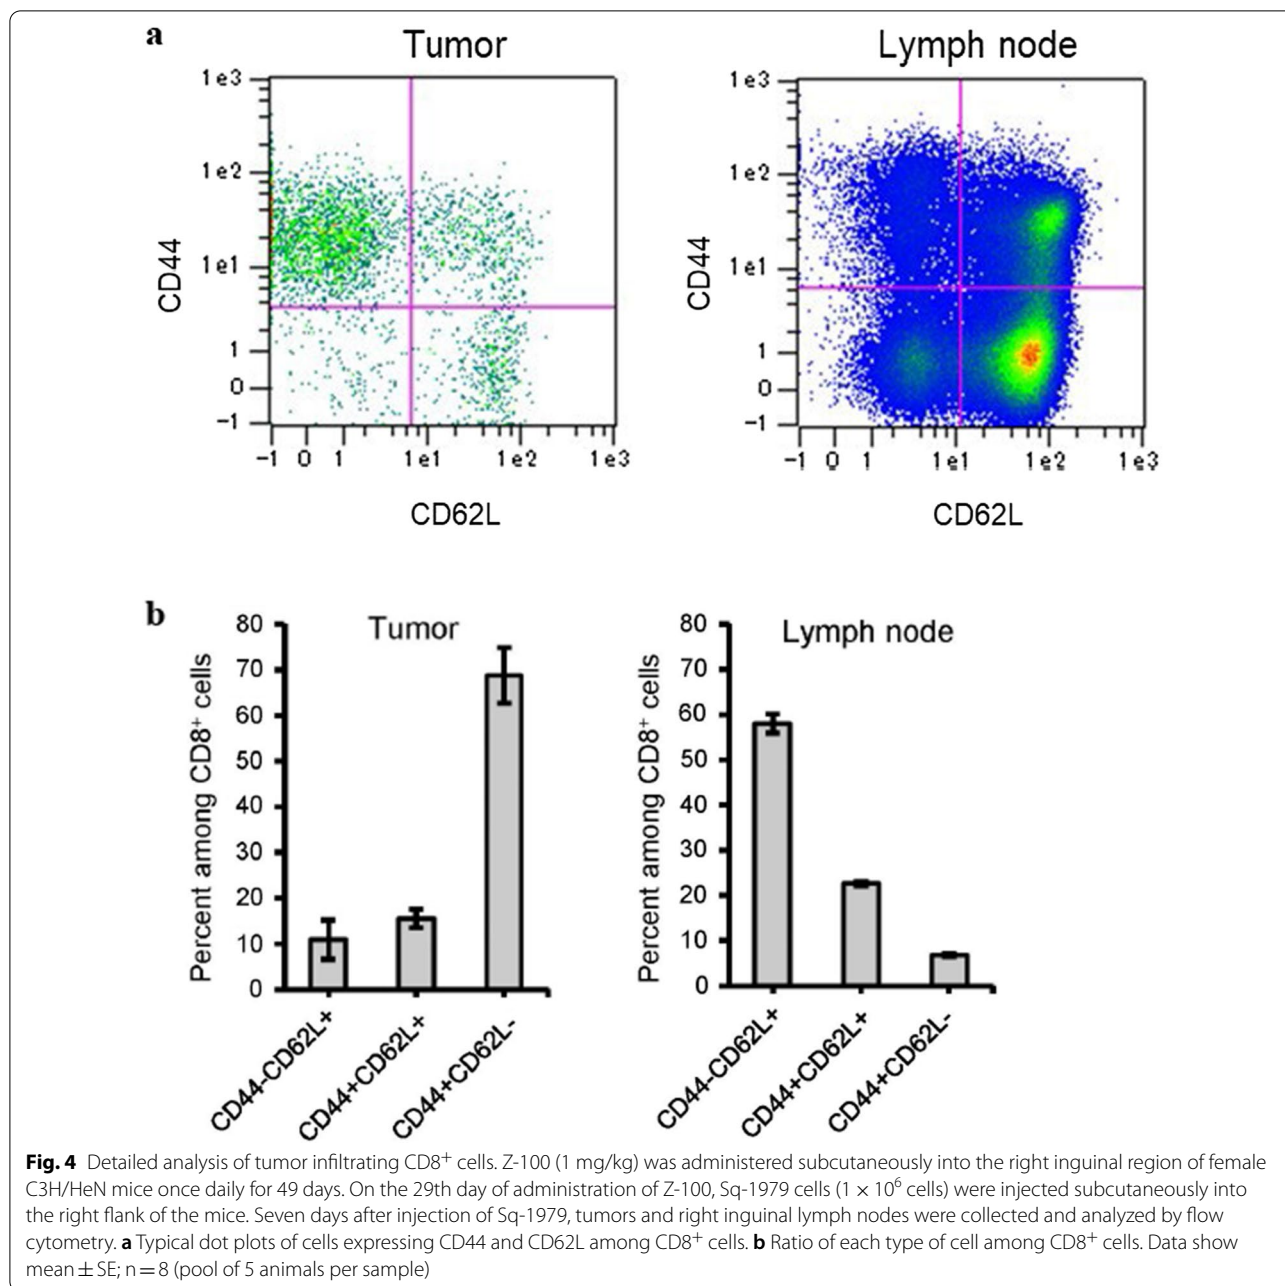 a
Tumor
Lymph node
1e3
1e2
1e1
1
0
-1
CD44
-1 0 1 1e1 1e2 1e3
CD62L
1e3
1e2
1e1
1
0
-1
CD44
-1 0 1 1e1 1e2 1e3
CD62L
b
Tumor
Percent among CD8+ cells
80
70
60
50
40
30
20
10
0
CD44-CD62L+
CD44+CD62L+
CD44+CD62L-
Lymph node
Percent among CD8+ cells
80
70
60
50
40
30
20
10
0
CD44-CD62L+
CD44+CD62L+
CD44+CD62L-
Fig. 4 Detailed analysis of tumor infiltrating CD8+ cells. Z-100 (1 mg/kg) was administered subcutaneously into the right inguinal region of female
C3H/HeN mice once daily for 49 days. On the 29th day of administration of Z-100, Sq-1979 cells (1 × 10⁶ cells) were injected subcutaneously into
the right flank of the mice. Seven days after injection of Sq-1979, tumors and right inguinal lymph nodes were collected and analyzed by flow
cytometry. a Typical dot plots of cells expressing CD44 and CD62L among CD8+ cells. b Ratio of each type of cell among CD8+ cells. Data show
mean ± SE; n = 8 (pool of 5 animals per sample)